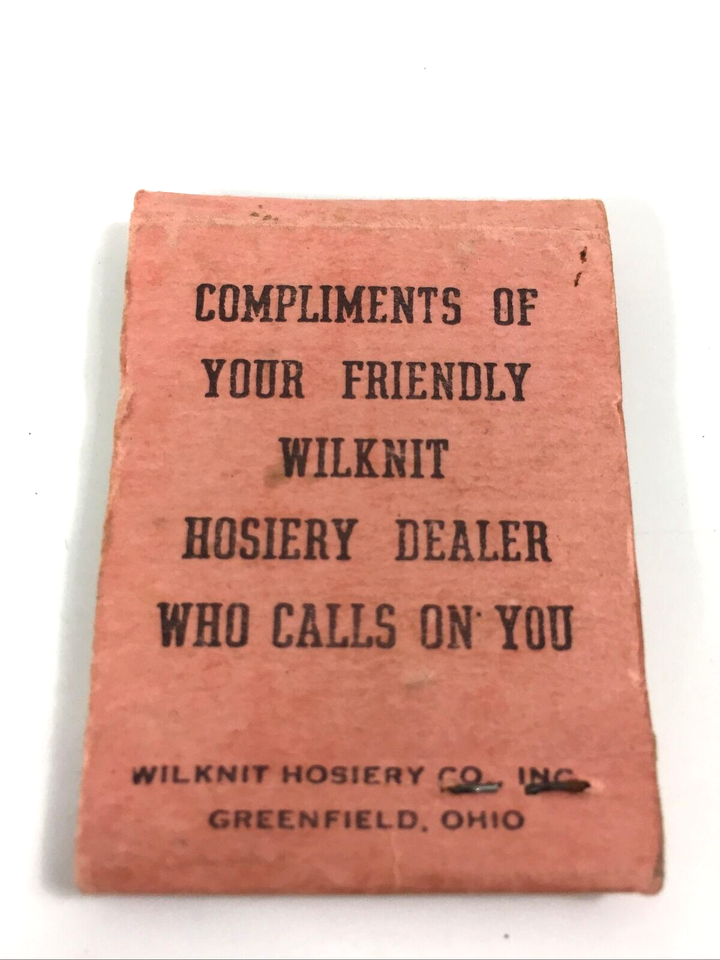 COMPLIMENTS OF
YOUR FRIENDLY
WILKNIT
HOSIERY DEALER
WHO CALLS ON YOU
WILKNIT HOSIERY CO., INC.
GREENFIELD, OHIO